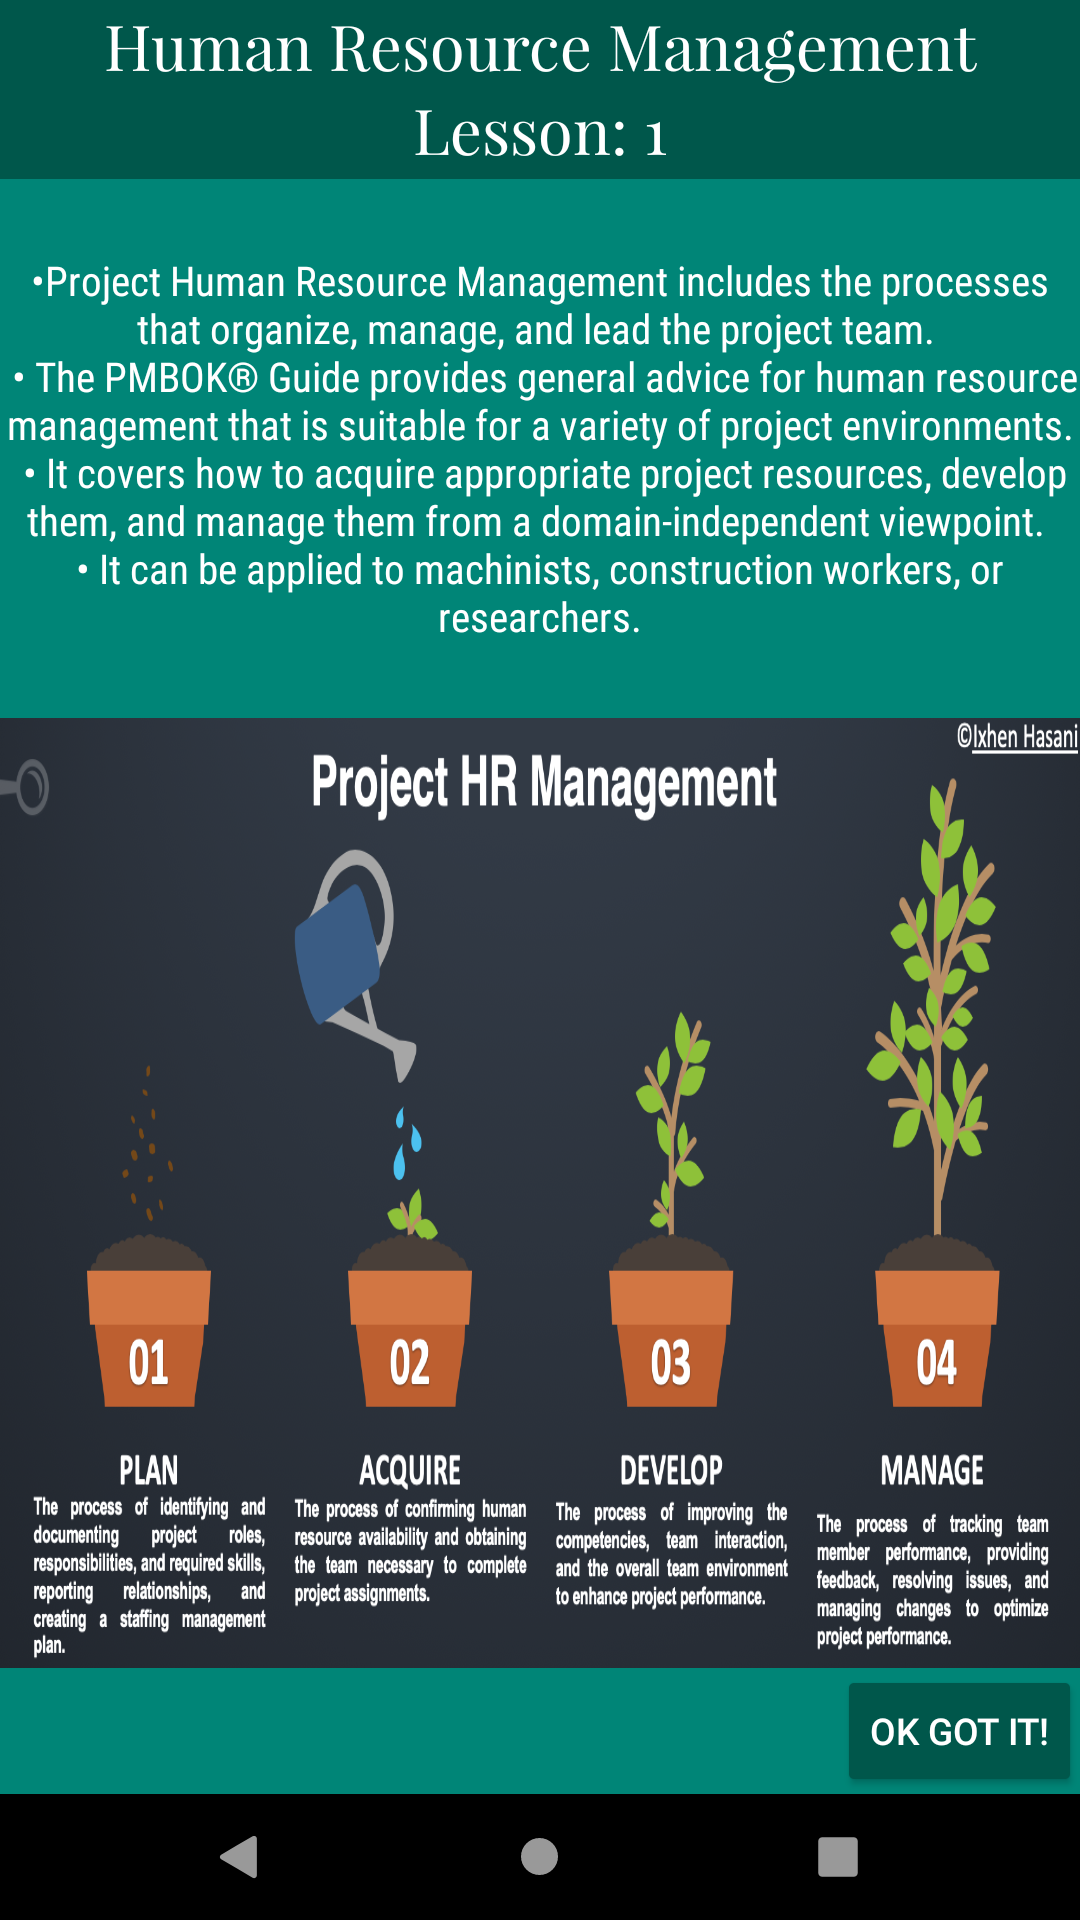 Human Resource Management
Lesson: 1
•Project Human Resource Management includes the processes
that organize, manage, and lead the project team.
• The PMBOK® Guide provides general advice for human resource
management that is suitable for a variety of project environments.
• It covers how to acquire appropriate project resources, develop
them, and manage them from a domain-independent viewpoint.
• It can be applied to machinists, construction workers, or
researchers.
©Ixhen Hasani
Project HR Management
01
PLAN
The process of identifying and
documenting project roles,
responsibilities, and required skills,
reporting relationships, and
creating a staffing management
plan.
02
ACQUIRE
The process of confirming human
resource availability and obtaining
the team necessary to complete
project assignments.
03
DEVELOP
The process of improving the
competencies, team interaction,
and the overall team environment
to enhance project performance.
04
MANAGE
The process of tracking team
member performance, providing
feedback, resolving issues, and
managing changes to optimize
project performance.
OK GOT IT!